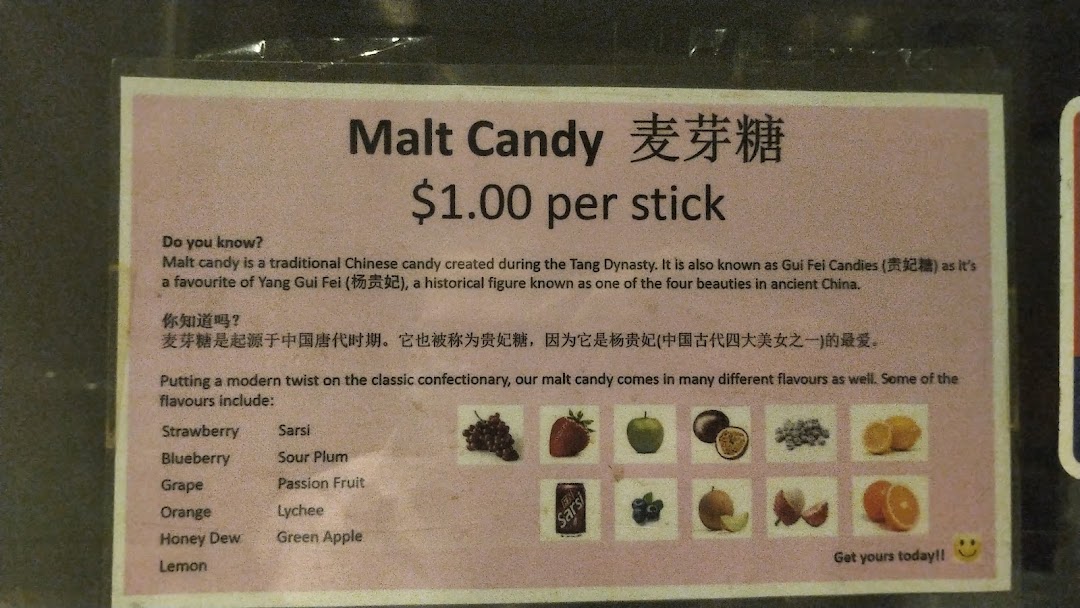 Malt Candy 麦芽糖
$1.00 per stick
Do you know?
Malt candy is a traditional Chinese candy created during the Tang Dynasty. It is also known as Gui Fei Candies (贵妃糖) as it's
a favourite of Yang Gui Fei (杨贵妃), a historical figure known as one of the four beauties in ancient China.
你知道吗?
麦芽糖是起源于中国唐代时期。它也被称为贵妃糖，因为它是杨贵妃(中国古代四大美女之一)的最爱。
Putting a modern twist on the classic confectionary, our malt candy comes in many different flavours as well. Some of the
flavours include:
Strawberry Sarsi
Blueberry Sour Plum
Grape Passion Fruit
Orange Lychee
Honey Dew Green Apple
Lemon
Sarsi
Get yours today!!